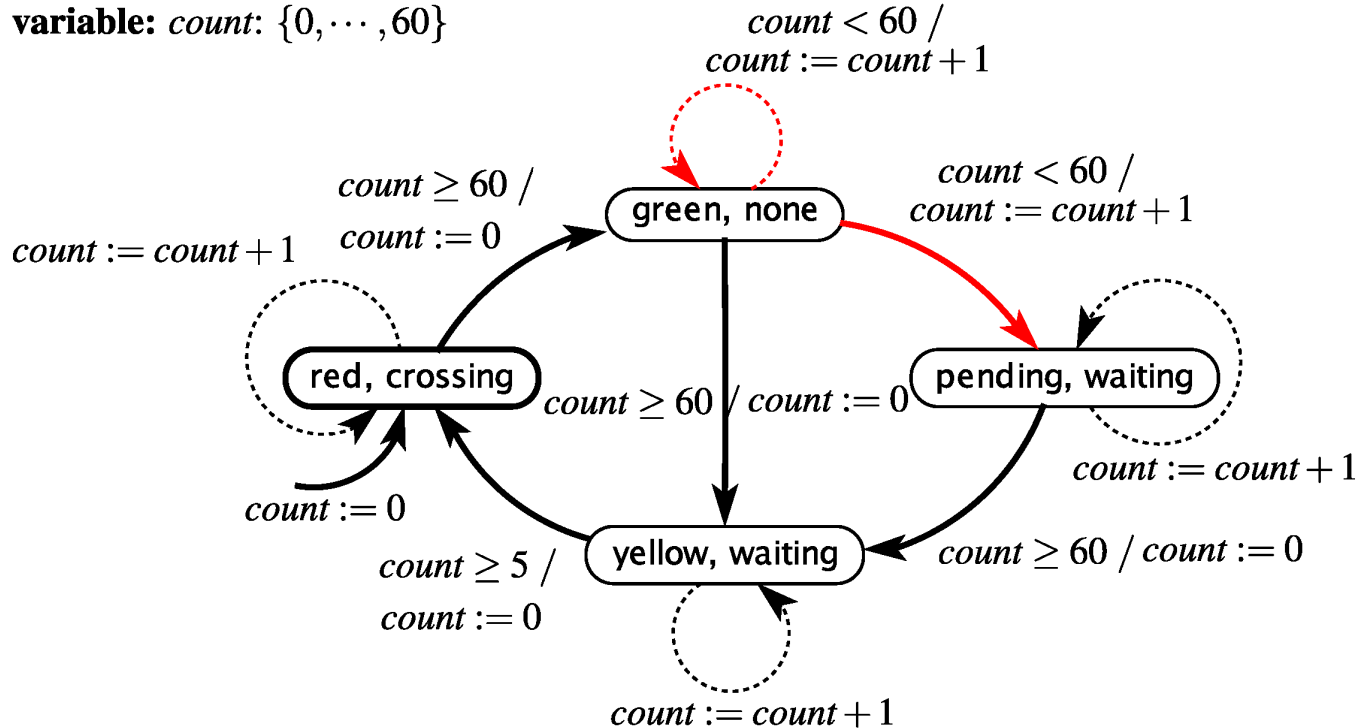 variable: count: {0, ⋯ , 60}
count < 60 /
count := count + 1
count ≥ 60 /
count := 0
count < 60 /
count := count + 1
green, none
count := count + 1
red, crossing
pending, waiting
count ≥ 60 / count := 0
count := count + 1
count := 0
yellow, waiting
count ≥ 60 / count := 0
count ≥ 5 /
count := 0
count := count + 1